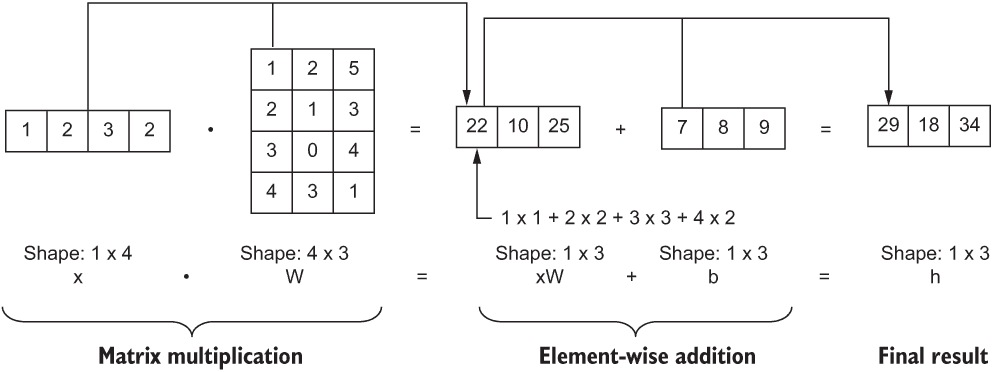 1 2 5
2 1 3
1 2 3 2 · = 22 10 25 + 7 8 9 = 29 18 34
3 0 4
4 3 1
1 x 1 + 2 x 2 + 3 x 3 + 4 x 2
Shape: 1 x 4 Shape: 4 x 3 Shape: 1 x 3 Shape: 1 x 3 Shape: 1 x 3
x · W = xW + b = h
Matrix multiplication Element-wise addition Final result